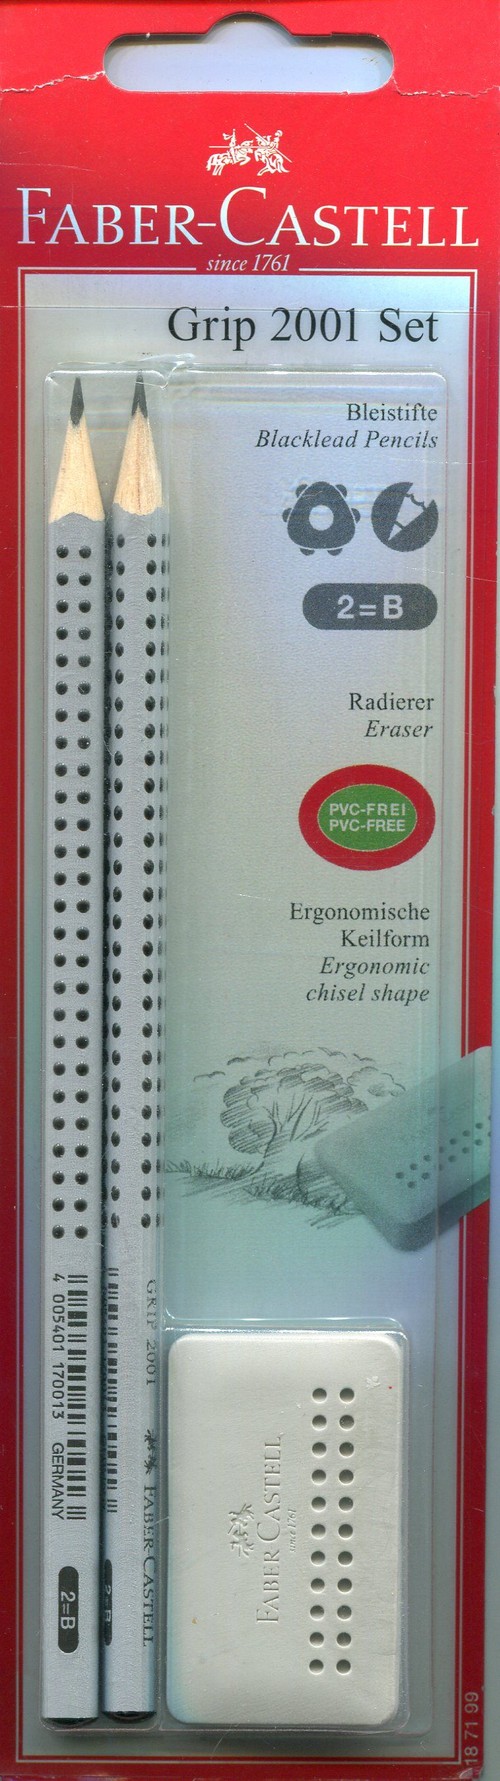 FABER-CASTELL
since 1761
Grip 2001 Set
Bleistifte
Blacklead Pencils
2=B
Radierer
Eraser
PVC-FREI
PVC-FREE
Ergonomische
Keilform
Ergonomic
chisel shape
4 005401 170013 GERMANY
2=B
GRIP 2001 FABER-CASTELL
2=B
FABER-CASTELL
since 1761
18 71 99